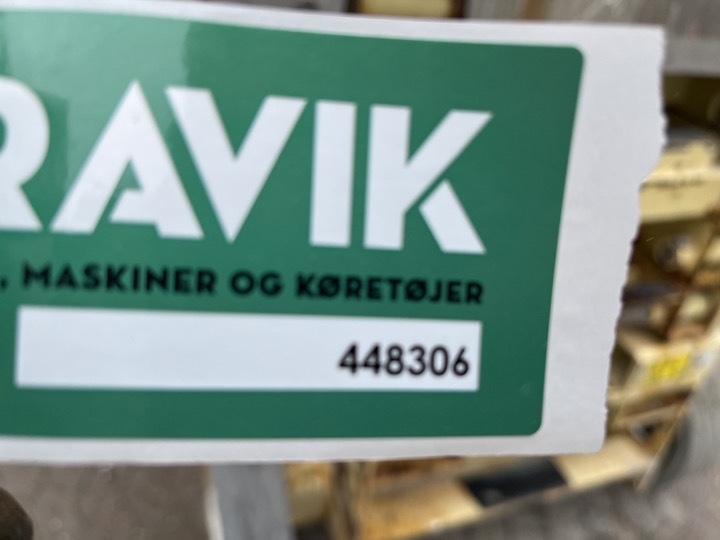 RAVIK
, MASKINER OG KØRETØJER
448306